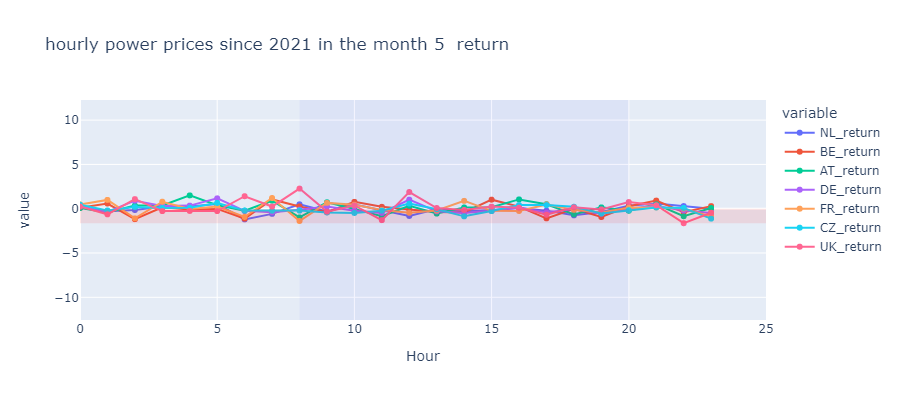 hourly power prices since 2021 in the month 5  return
variable
NL_return
BE_return
AT_return
DE_return
FR_return
CZ_return
UK_return
value
10
5
0
−5
−10
0
5
10
15
20
25
Hour